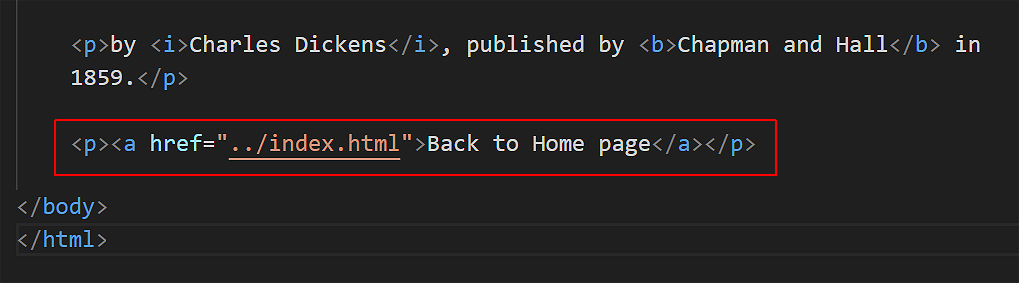 <p>by <i>Charles Dickens</i>, published by <b>Chapman and Hall</b> in
1859.</p>
<p><a href="../index.html">Back to Home page</a></p>
</body>
</html>